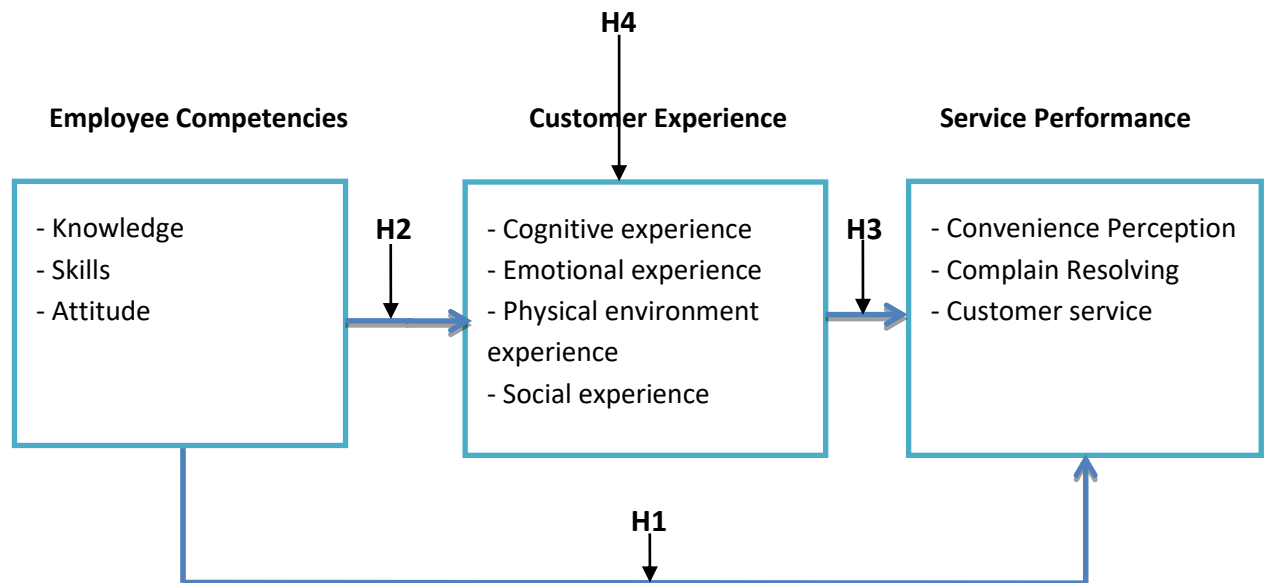 H4
Employee Competencies
Customer Experience
Service Performance
- Knowledge
- Skills
- Attitude
H2
- Cognitive experience
- Emotional experience
- Physical environment
experience
- Social experience
H3
- Convenience Perception
- Complain Resolving
- Customer service
H1